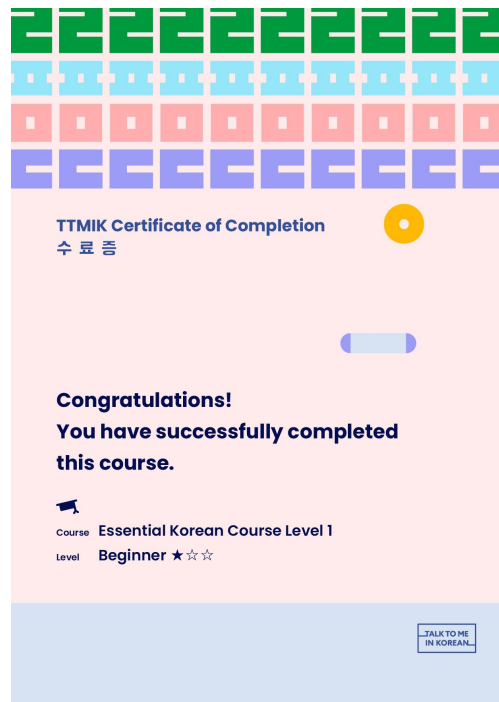 TTMIK Certificate of Completion
수 료 증
Congratulations!
You have successfully completed
this course.
Course Essential Korean Course Level 1
Level Beginner ★☆☆
TALK TO ME
IN KOREAN